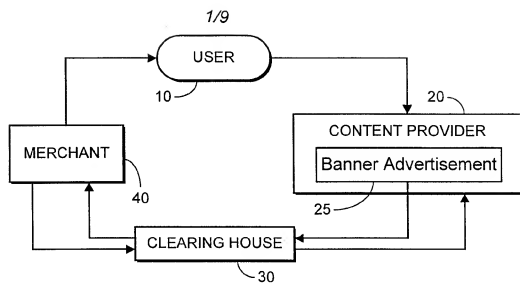 1/9
USER
10
20
CONTENT PROVIDER
MERCHANT
Banner Advertisement
40
25
CLEARING HOUSE
30